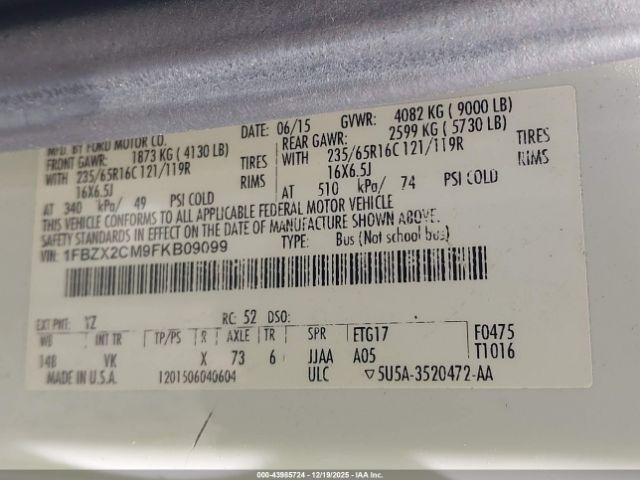 MFD. BY FORD MOTOR CO. DATE: 06/15 GVWR: 4082 KG ( 9000 LB)
FRONT GAWR: 1873 KG ( 4130 LB) REAR GAWR: 2599 KG ( 5730 LB)
WITH 235/65R16C 121/119R TIRES WITH 235/65R16C 121/119R TIRES
16X6.5J RIMS 16X6.5J RIMS
AT 340 kPa/ 49 PSI COLD AT 510 kPa/ 74 PSI COLD
THIS VEHICLE CONFORMS TO ALL APPLICABLE FEDERAL MOTOR VEHICLE
SAFETY STANDARDS IN EFFECT ON THE DATE OF MANUFACTURE SHOWN ABOVE.
VIN: 1FBZX2CM9FKB09099 TYPE: Bus (Not school bus)
EXT PNT: YZ RC: 52 DSO:
WB INT TR TP/PS R AXLE TR SPR FTG17 F0475
148 VK X 73 6 JJAA A05 T1016
MADE IN U.S.A. 1201506040604 ULC ▽5U5A-3520472-AA
000-43985724 - 12/19/2025 - IAA Inc.